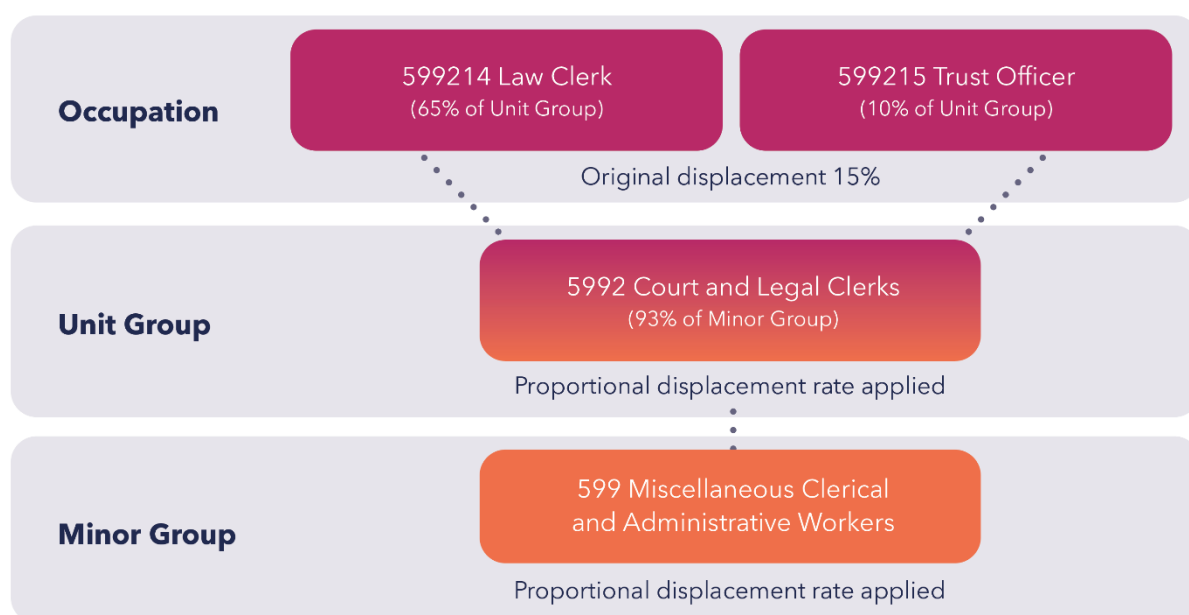 Occupation
599214 Law Clerk
(65% of Unit Group)
599215 Trust Officer
(10% of Unit Group)
Original displacement 15%
Unit Group
5992 Court and Legal Clerks
(93% of Minor Group)
Proportional displacement rate applied
Minor Group
599 Miscellaneous Clerical
and Administrative Workers
Proportional displacement rate applied